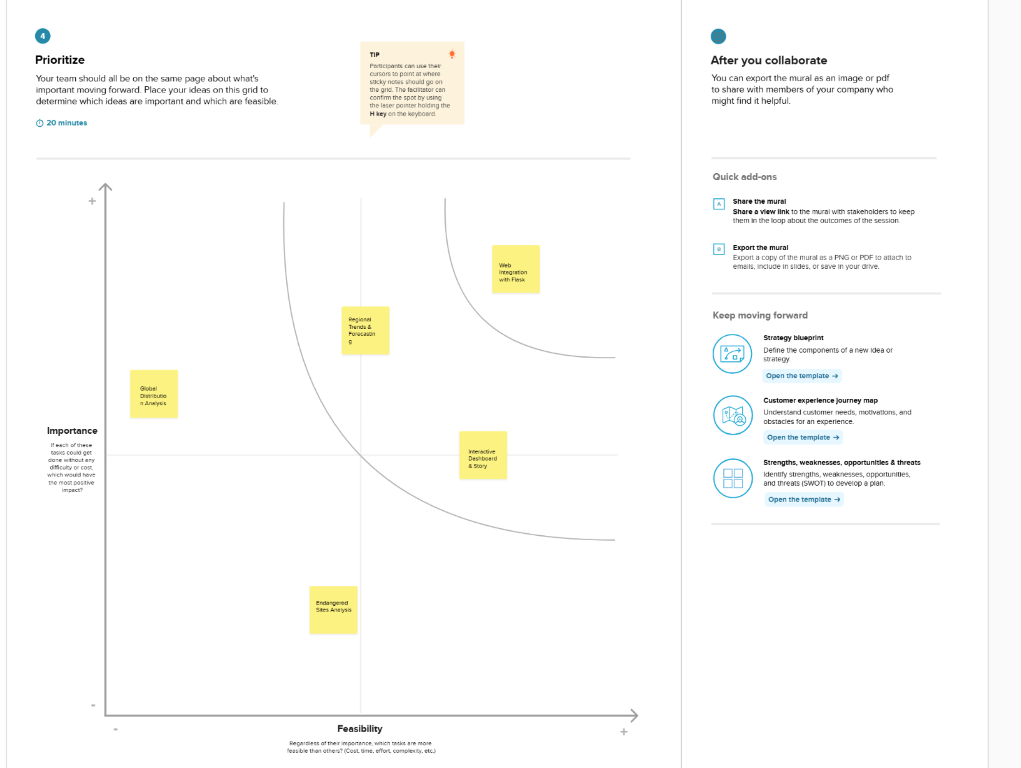 4
Prioritize
Your team should all be on the same page about what's
important moving forward. Place your ideas on this grid to
determine which ideas are important and which are feasible.
20 minutes
TIP
Participants can use their
cursors to point at where
sticky notes should go on
the grid. The facilitator can
confirm the spot by using
the laser pointer holding the
H key on the keyboard.
+
Web
Integration
with Flask
Regional
Trends &
Forecastin
g
Global
Distributio
n Analysis
Importance
If each of these
tasks could get
done without any
difficulty or cost,
which would have
the most positive
impact?
Interactive
Dashboard
& Story
Endangered
Sites Analysis
-
-
Feasibility
+
Regardless of their importance, which tasks are more
feasible than others? (Cost, time, effort, complexity, etc.)
After you collaborate
You can export the mural as an image or pdf
to share with members of your company who
might find it helpful.
Quick add-ons
A
Share the mural
Share a view link to the mural with stakeholders to keep
them in the loop about the outcomes of the session.
B
Export the mural
Export a copy of the mural as a PNG or PDF to attach to
emails, include in slides, or save in your drive.
Keep moving forward
Strategy blueprint
Define the components of a new idea or
strategy.
Open the template →
Customer experience journey map
Understand customer needs, motivations, and
obstacles for an experience.
Open the template →
Strengths, weaknesses, opportunities & threats
Identify strengths, weaknesses, opportunities,
and threats (SWOT) to develop a plan.
Open the template →